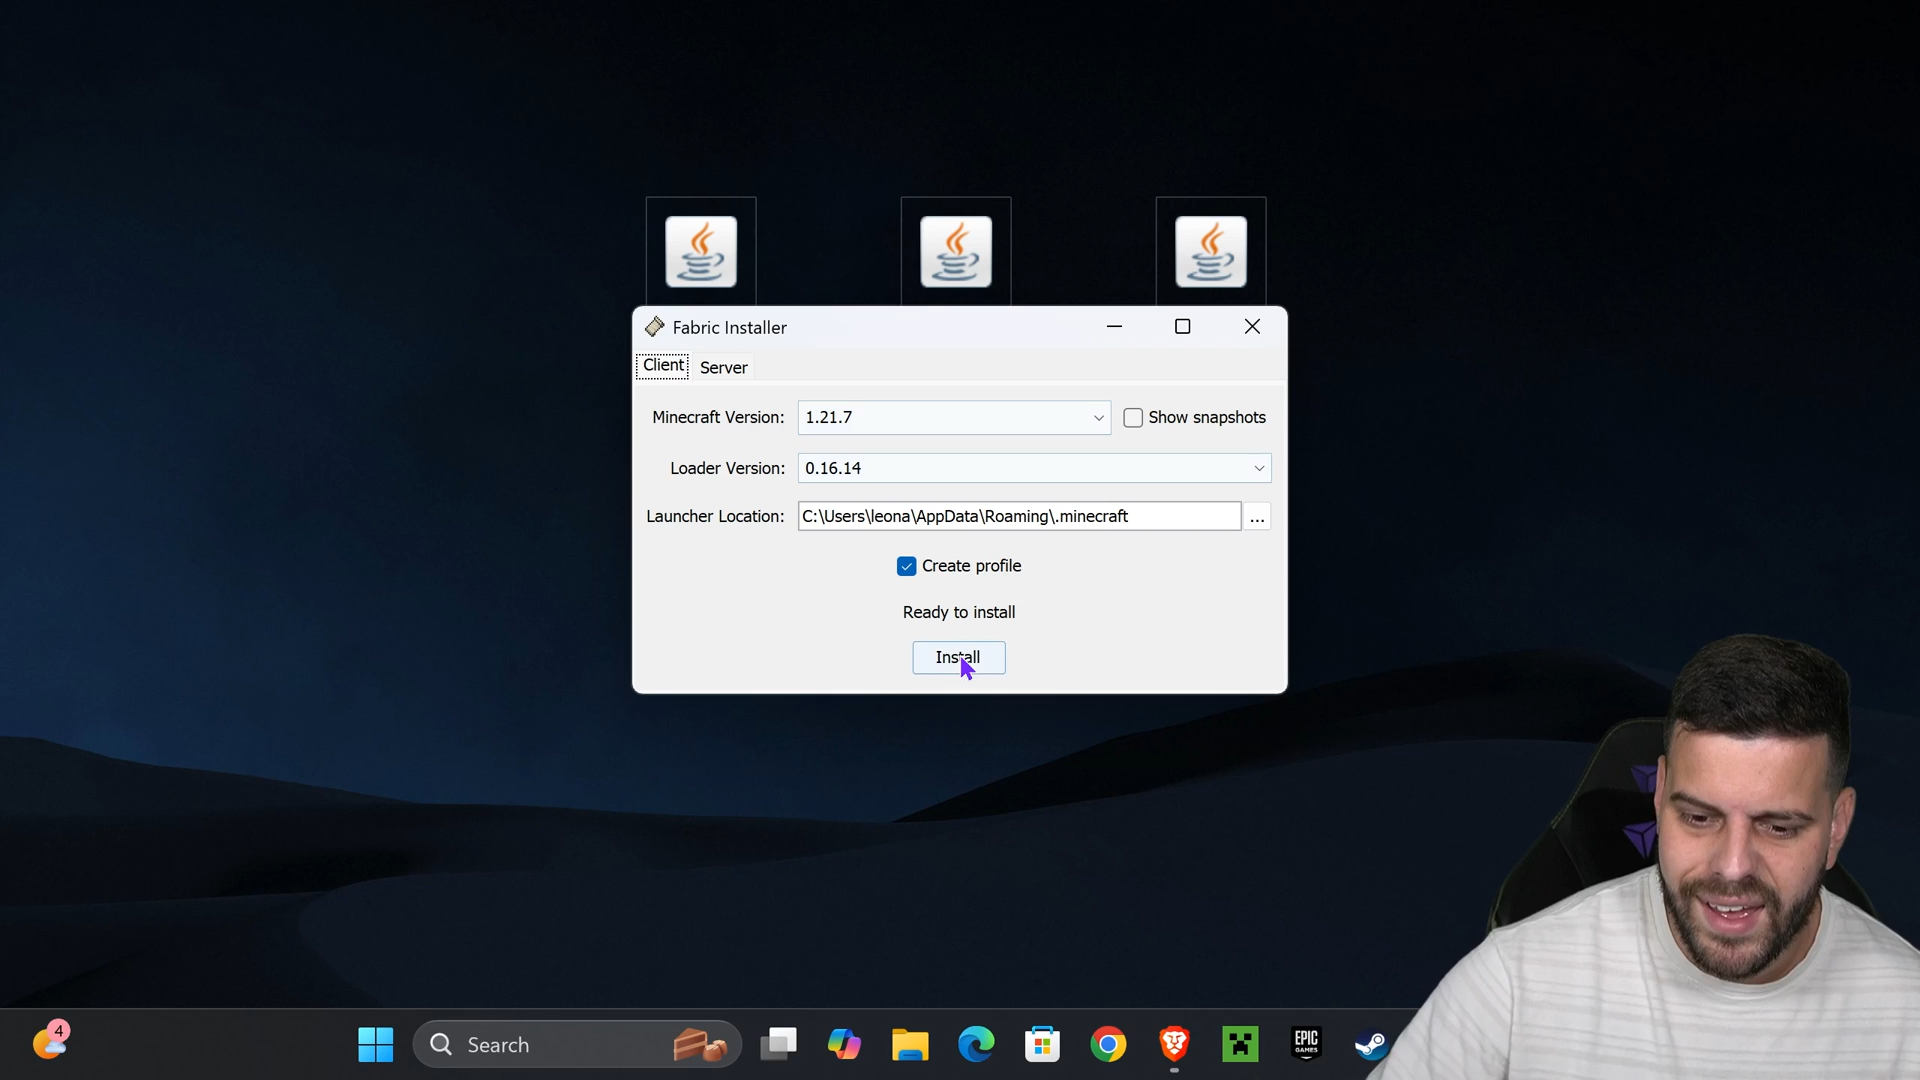 Fabric Installer
Client Server
Minecraft Version: 1.21.7 Show snapshots
Loader Version: 0.16.14
Launcher Location: C:\Users\leona\AppData\Roaming\.minecraft ...
Create profile
Ready to install
Install
4
Search
EPIC
GAMES